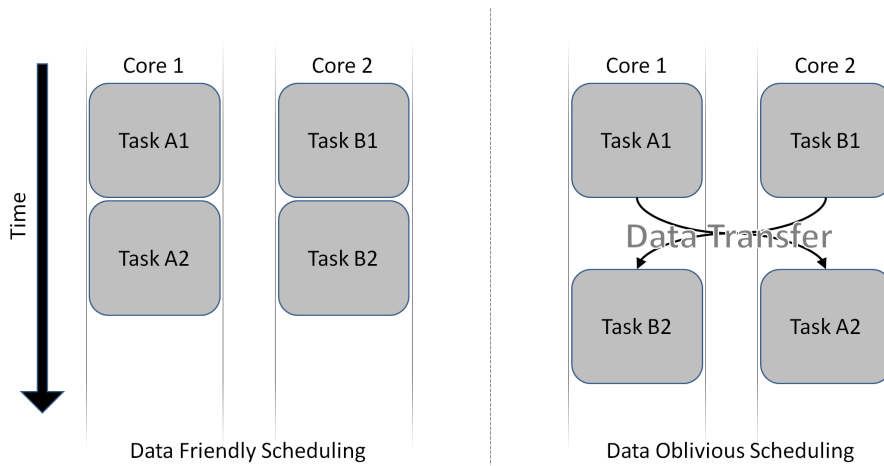 Core 1
Core 2
Task A1
Task B1
Task A2
Task B2
Time
Data Friendly Scheduling
Core 1
Core 2
Task A1
Task B1
Data Transfer
Task B2
Task A2
Data Oblivious Scheduling